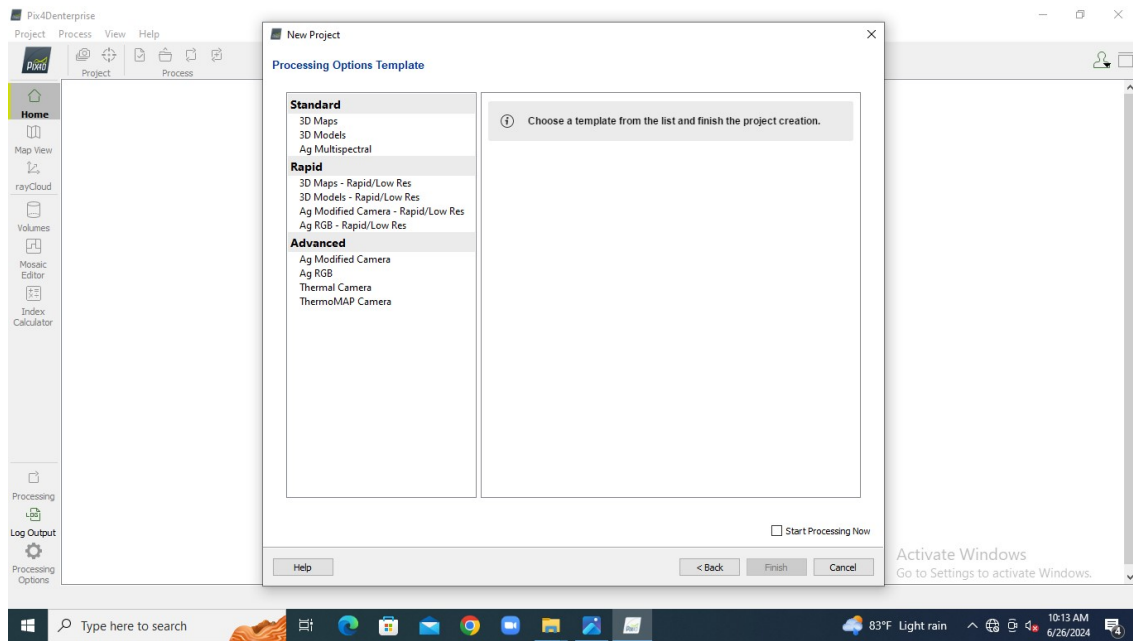 Pix4Denterprise
Project Process View Help
PIX4D
Project
Process
Home
Map View
rayCloud
Volumes
Mosaic
Editor
Index
Calculator
Processing
Log Output
Processing
Options
New Project
Processing Options Template
Standard
3D Maps
3D Models
Ag Multispectral
Rapid
3D Maps - Rapid/Low Res
3D Models - Rapid/Low Res
Ag Modified Camera - Rapid/Low Res
Ag RGB - Rapid/Low Res
Advanced
Ag Modified Camera
Ag RGB
Thermal Camera
ThermoMAP Camera
Choose a template from the list and finish the project creation.
Start Processing Now
Help
< Back
Finish
Cancel
Activate Windows
Go to Settings to activate Windows.
Type here to search
83°F Light rain
10:13 AM
6/26/2024
4